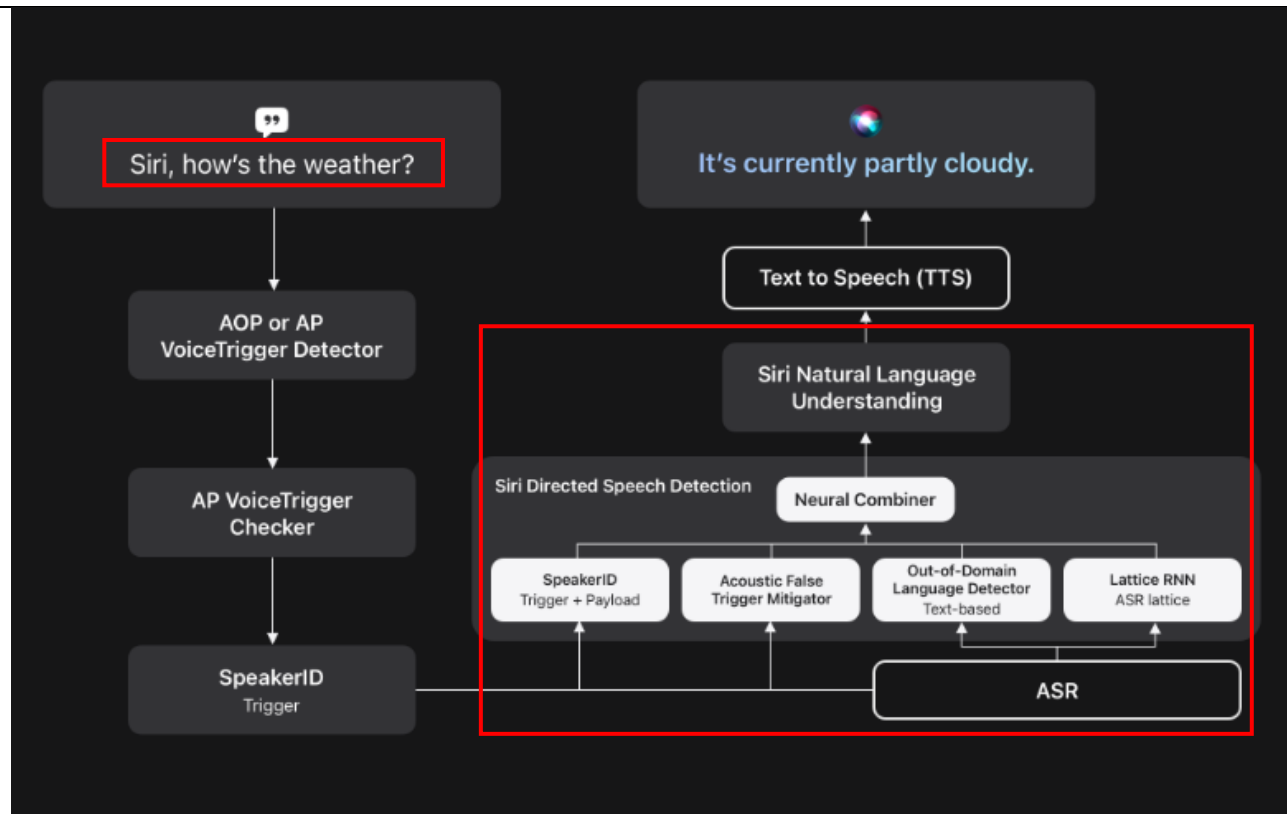 Siri, how's the weather?
It's currently partly cloudy.
Text to Speech (TTS)
AOP or AP
VoiceTrigger Detector
Siri Natural Language
Understanding
AP VoiceTrigger
Checker
Siri Directed Speech Detection
Neural Combiner
SpeakerID
Trigger + Payload
Acoustic False
Trigger Mitigator
Out-of-Domain
Language Detector
Text-based
Lattice RNN
ASR lattice
SpeakerID
Trigger
ASR